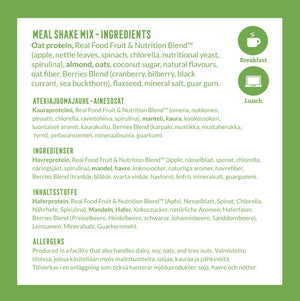 MEAL SHAKE MIX - INGREDIENTS
Oat protein, Real Food Fruit & Nutrition Blend™
(apple, nettle leaves, spinach, chlorella, nutritional yeast,
spirulina), almond, oats, coconut sugar, natural flavours,
oat fiber, Berries Blend (cranberry, bilberry, black
currant, sea buckthorn), flaxseed, mineral salt, guar gum.
Breakfast
Lunch
ATERIAJUOMAJAUHE - AINESOSAT
Kauraproteiini, Real Food Fruit & Nutrition Blend™ (omena, nokkonen,
pinaatti, chlorella, ravintohiiva, spirulina), manteli, kaura, kookossokeri,
luontaiset aromit, kaurakuitu, Berries Blend (karpalo, mustikka, mustaherukka,
tyrni), pellavansiemen, mineraalisuola, guarkumi.
INGREDIENSER
Havreprotein, Real Food Fruit & Nutrition Blend™ (äpple, nässelblad, spenat, chlorella,
näringsjäst, spirulina), mandel, havre, kokossocker, naturliga aromer, havrefiber,
Berries Blend (tranbär, blåbär, svarta vinbär, havtorn), linfrö, mineralsalt, guargummi.
INHALTSSTOFFE
Haferprotein, Real Food Fruit & Nutrition Blend™ (Apfel, Nesselblatt, Spinat, Chlorella,
Nährhefe, Spirulina), Mandeln, Hafer, Kokoszucker, natürliche Aromen, Haferfaser,
Berries Blend (Preiselbeere, Heidelbeere, schwarze Johannisbeere, Sanddornbeere),
Leinsamen, Mineralsalz, Guarkernmehl.
ALLERGENS
Produced in a facility that also handles dairy, soy, oats, and tree nuts. Valmistettu
tiloissa, joissa käsitellään myös maitotuotteita, soijaa, kauraa ja pähkinöitä.
Tillverkas i en anläggning som också hanterar mjölkprodukter, soja, havre och nötter.